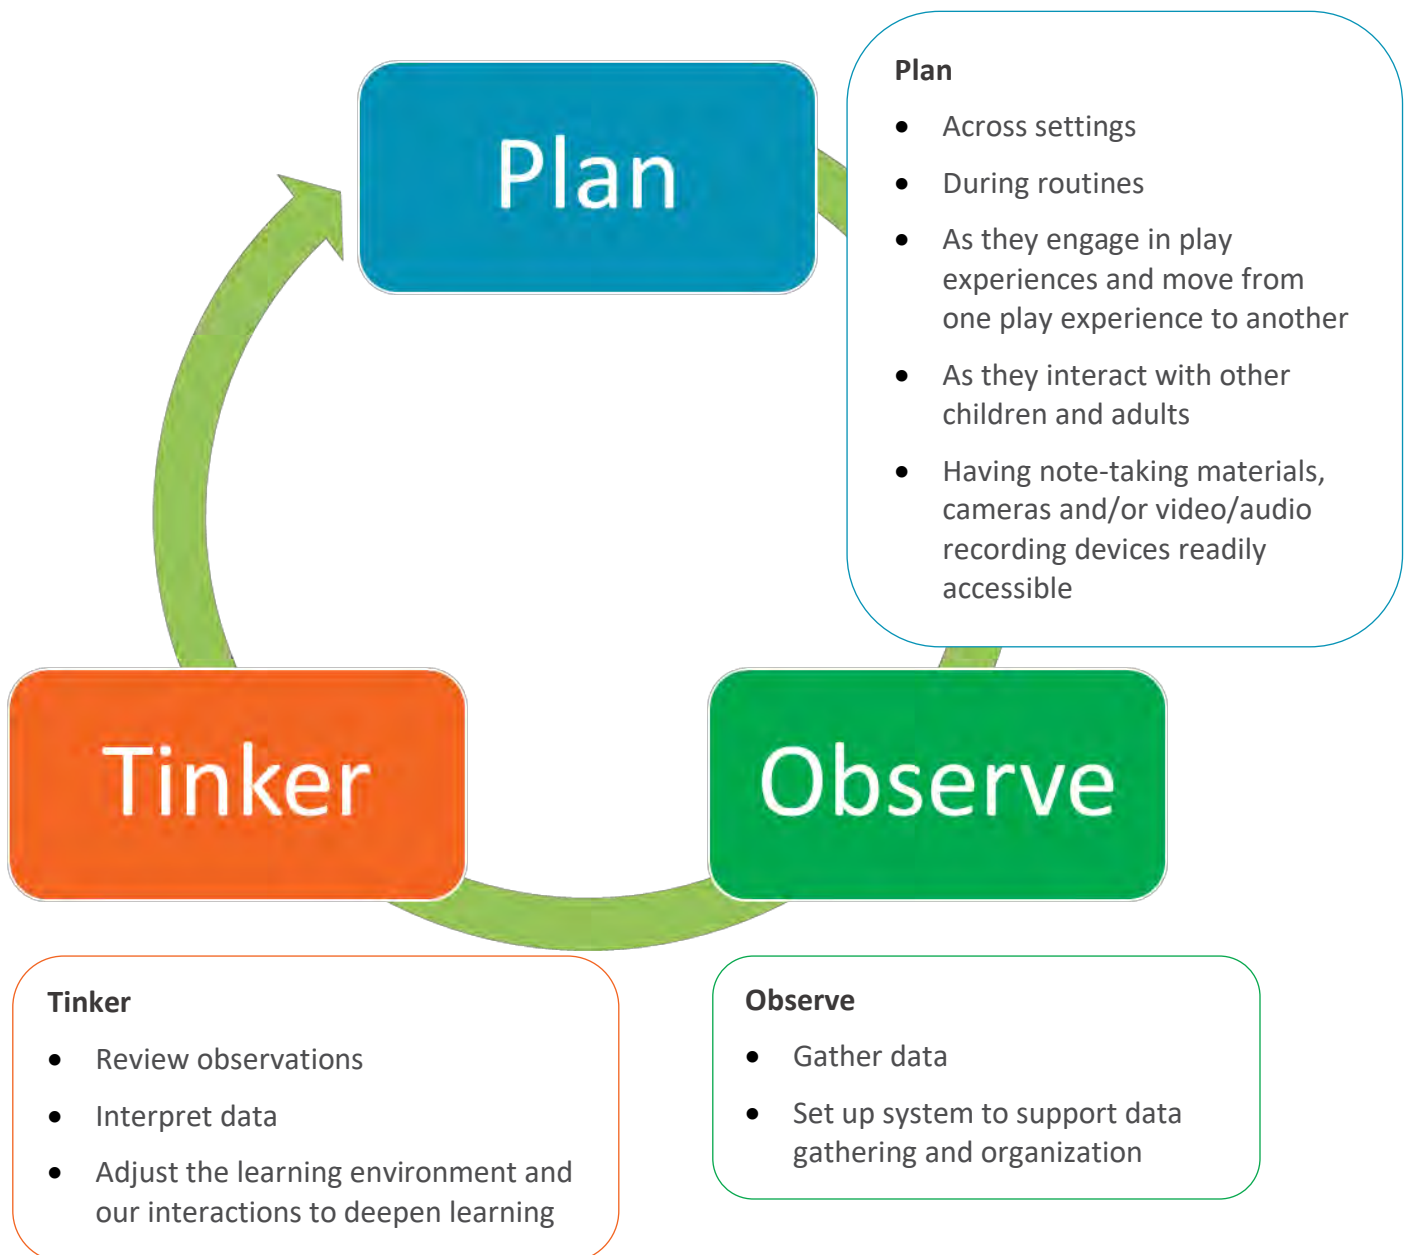 Plan
Plan
• Across settings
• During routines
• As they engage in play
experiences and move from
one play experience to another
• As they interact with other
children and adults
• Having note-taking materials,
cameras and/or video/audio
recording devices readily
accessible
Tinker
Observe
Tinker
• Review observations
• Interpret data
• Adjust the learning environment and
our interactions to deepen learning
Observe
• Gather data
• Set up system to support data
gathering and organization